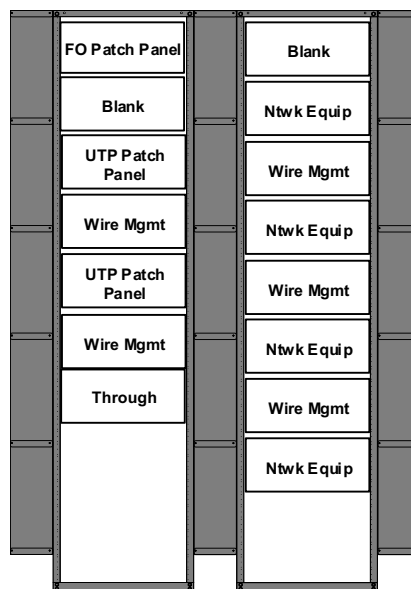 FO Patch Panel
Blank
UTP Patch
Panel
Wire Mgmt
UTP Patch
Panel
Wire Mgmt
Through
Blank
Ntwk Equip
Wire Mgmt
Ntwk Equip
Wire Mgmt
Ntwk Equip
Wire Mgmt
Ntwk Equip